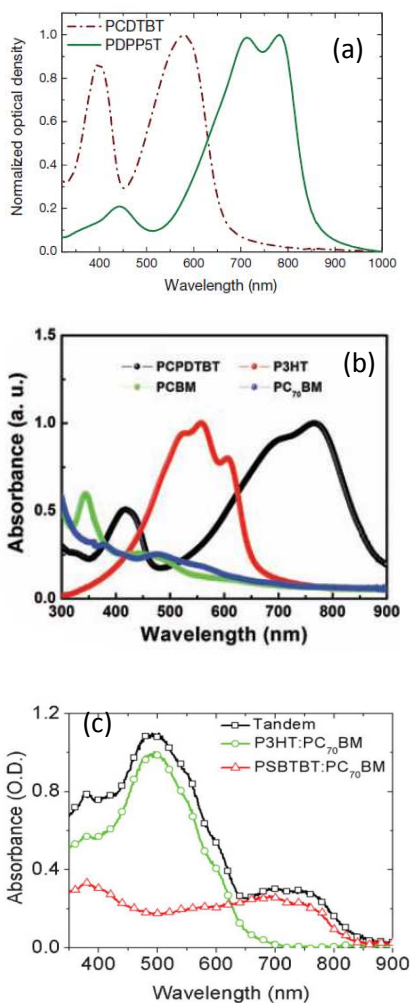 PCDTBT
PDPP5T
(a)
Normalized optical density
1.0
0.8
0.6
0.4
0.2
0.0
400 500 600 700 800 900 1000
Wavelength (nm)
(b)
PCPDTBT P3HT
PCBM PC₇₀BM
Absorbance (a. u.)
1.5
1.0
0.5
0.0
300 400 500 600 700 800 900
Wavelength (nm)
(c)
Tandem
P3HT:PC₇₀BM
PSBTBT:PC₇₀BM
Absorbance (O.D.)
1.2
0.8
0.4
0.0
400 500 600 700 800 900
Wavelength (nm)